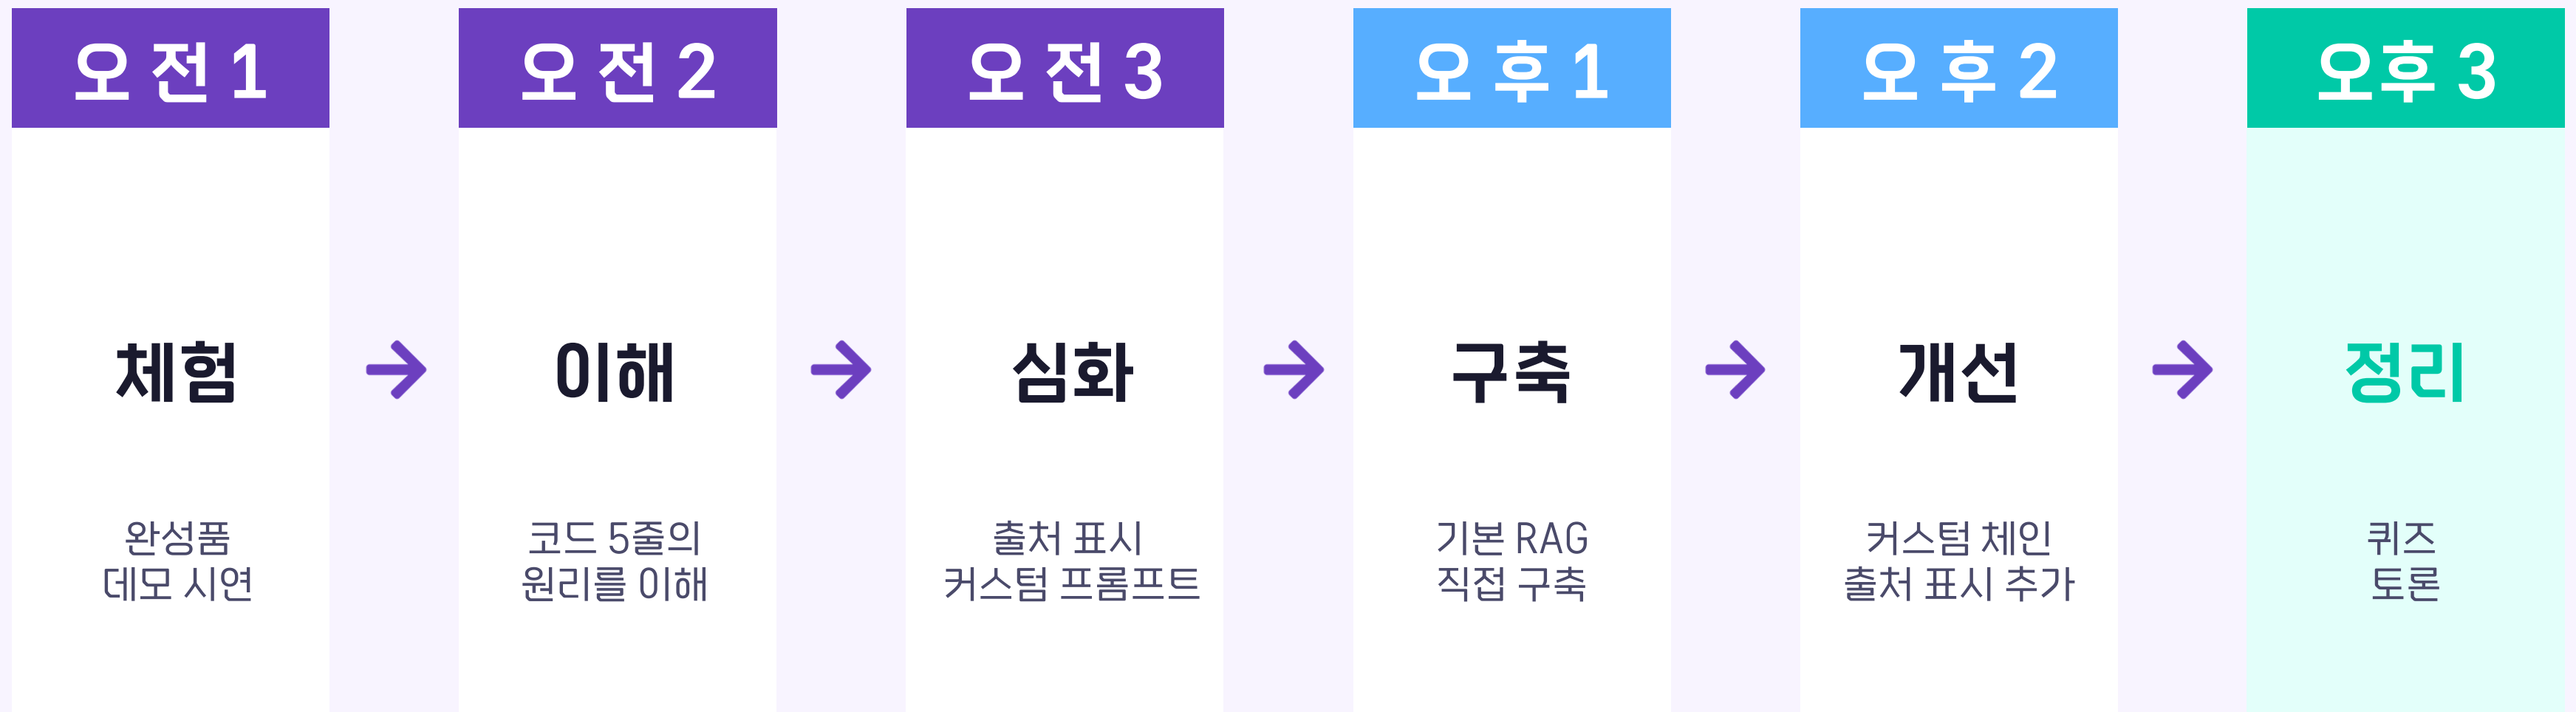 오 전 1
체험
완성품
데모 시연
오 전 2
이해
코드 5줄의
원리를 이해
오 전 3
심화
출처 표시
커스텀 프롬프트
오 후 1
구축
기본 RAG
직접 구축
오 후 2
개선
커스텀 체인
출처 표시 추가
오후 3
정리
퀴즈
토론